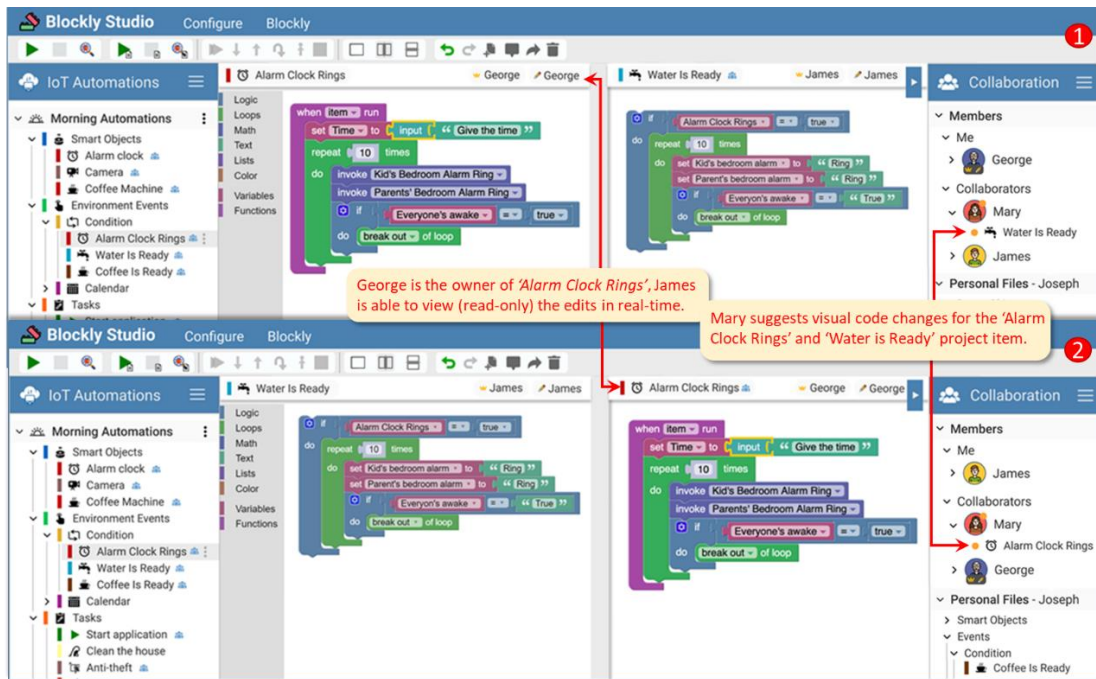 Blockly Studio Configure Blockly
1
IoT Automations
Alarm Clock Rings George George
Water Is Ready James James
Collaboration
Morning Automations
Smart Objects
Alarm clock
Camera
Coffee Machine
Environment Events
Condition
Alarm Clock Rings
Water Is Ready
Coffee Is Ready
Calendar
Tasks
Logic
Loops
Math
Text
Lists
Color
Variables
Functions
when item run
set Time to input “ Give the time ”
repeat 10 times
do invoke Kid's Bedroom Alarm Ring
invoke Parents' Bedroom Alarm Ring
if Everyone's awake = true
do break out of loop
if Alarm Clock Rings = true
do repeat 10 times
do set Kid's bedroom alarm to “ Ring ”
set Parent's bedroom alarm to “ Ring ”
if Everyone's awake = “ True ”
do break out of loop
Members
Me
George
Collaborators
Mary
Water Is Ready
James
Personal Files - Joseph
George is the owner of ‘Alarm Clock Rings’, James
is able to view (read-only) the edits in real-time.
Mary suggests visual code changes for the ‘Alarm
Clock Rings’ and ‘Water is Ready’ project item.
Blockly Studio Configure Blockly
2
IoT Automations
Water Is Ready James James
Alarm Clock Rings George George
Collaboration
Morning Automations
Smart Objects
Alarm clock
Camera
Coffee Machine
Environment Events
Condition
Alarm Clock Rings
Water Is Ready
Coffee Is Ready
Calendar
Tasks
Start application
Clean the house
Anti-theft
Logic
Loops
Math
Text
Lists
Color
Variables
Functions
if Alarm Clock Rings = true
do repeat 10 times
do set Kid's bedroom alarm to “ Ring ”
set Parent's bedroom alarm to “ Ring ”
if Everyon's awake = “ True ”
do break out of loop
when item run
set Time to input “ Give the time ”
repeat 10 times
do invoke Kid's Bedroom Alarm Ring
invoke Parents' Bedroom Alarm Ring
if Everyone's awake = true
do break out of loop
Members
Me
James
Collaborators
Mary
Alarm Clock Rings
George
Personal Files - Joseph
Smart Objects
Events
Condition
Coffee Is Ready